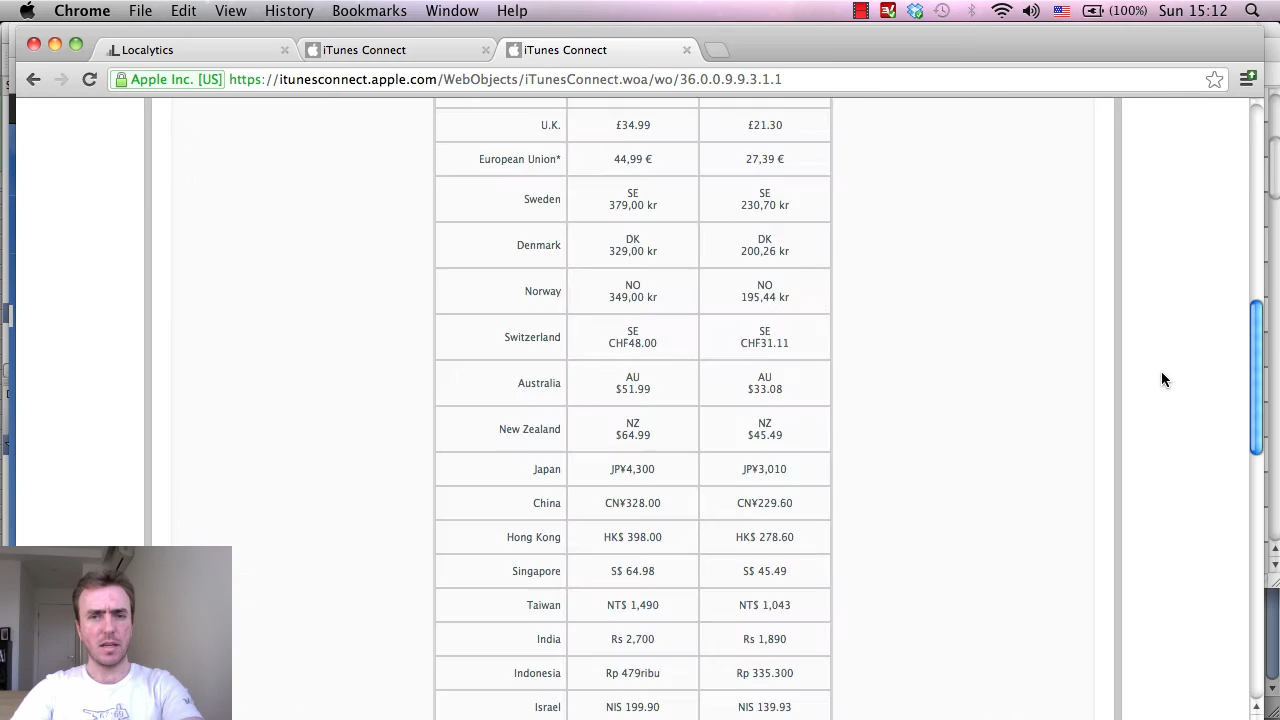 Chrome File Edit View History Bookmarks Window Help (100%) Sun 15:12
Localytics iTunes Connect iTunes Connect
Apple Inc. [US] https://itunesconnect.apple.com/WebObjects/iTunesConnect.woa/wo/36.0.0.9.9.3.1.1
U.K. £34.99 £21.30
European Union* 44,99 € 27,39 €
Sweden SE 379,00 kr SE 230,70 kr
Denmark DK 329,00 kr DK 200,26 kr
Norway NO 349,00 kr NO 195,44 kr
Switzerland SE CHF48.00 SE CHF31.11
Australia AU $51.99 AU $33.08
New Zealand NZ $64.99 NZ $45.49
Japan JP¥4,300 JP¥3,010
China CN¥328.00 CN¥229.60
Hong Kong HK$ 398.00 HK$ 278.60
Singapore S$ 64.98 S$ 45.49
Taiwan NT$ 1,490 NT$ 1,043
India Rs 2,700 Rs 1,890
Indonesia Rp 479ribu Rp 335.300
Israel NIS 199.90 NIS 139.93